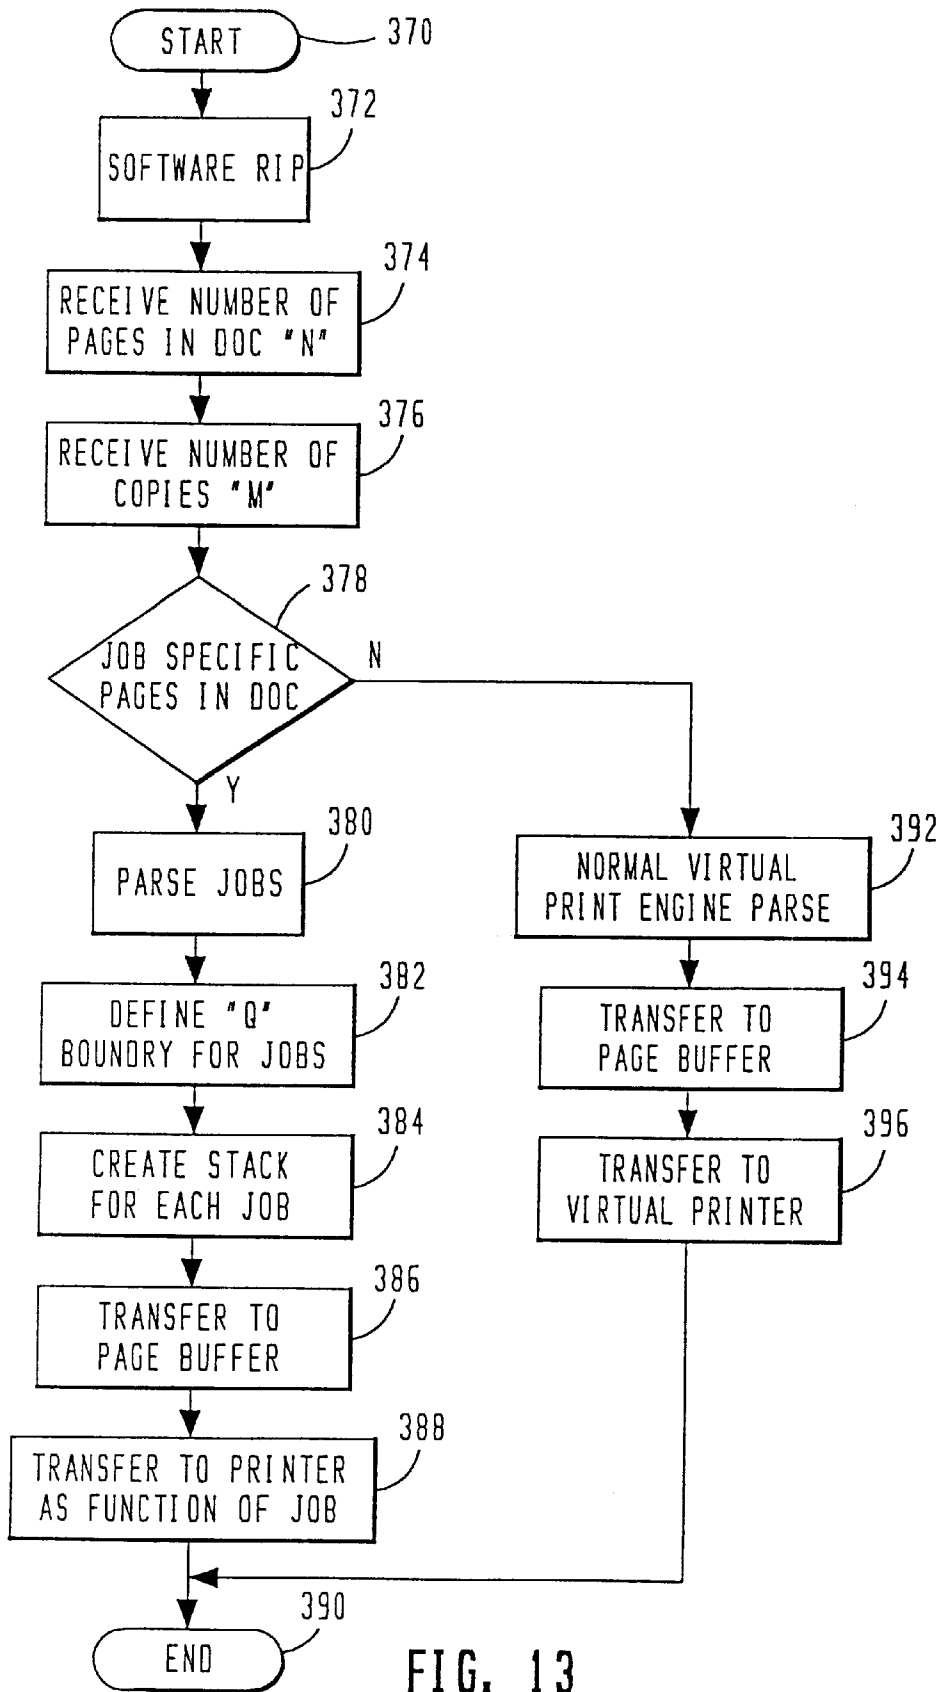 START
370
372
SOFTWARE RIP
374
RECEIVE NUMBER OF
PAGES IN DOC "N"
376
RECEIVE NUMBER OF
COPIES "M"
378
JOB SPECIFIC
PAGES IN DOC
N
Y
380
PARSE JOBS
392
NORMAL VIRTUAL
PRINT ENGINE PARSE
382
DEFINE "Q"
BOUNDRY FOR JOBS
394
TRANSFER TO
PAGE BUFFER
384
CREATE STACK
FOR EACH JOB
396
TRANSFER TO
VIRTUAL PRINTER
386
TRANSFER TO
PAGE BUFFER
388
TRANSFER TO PRINTER
AS FUNCTION OF JOB
390
END
FIG. 13